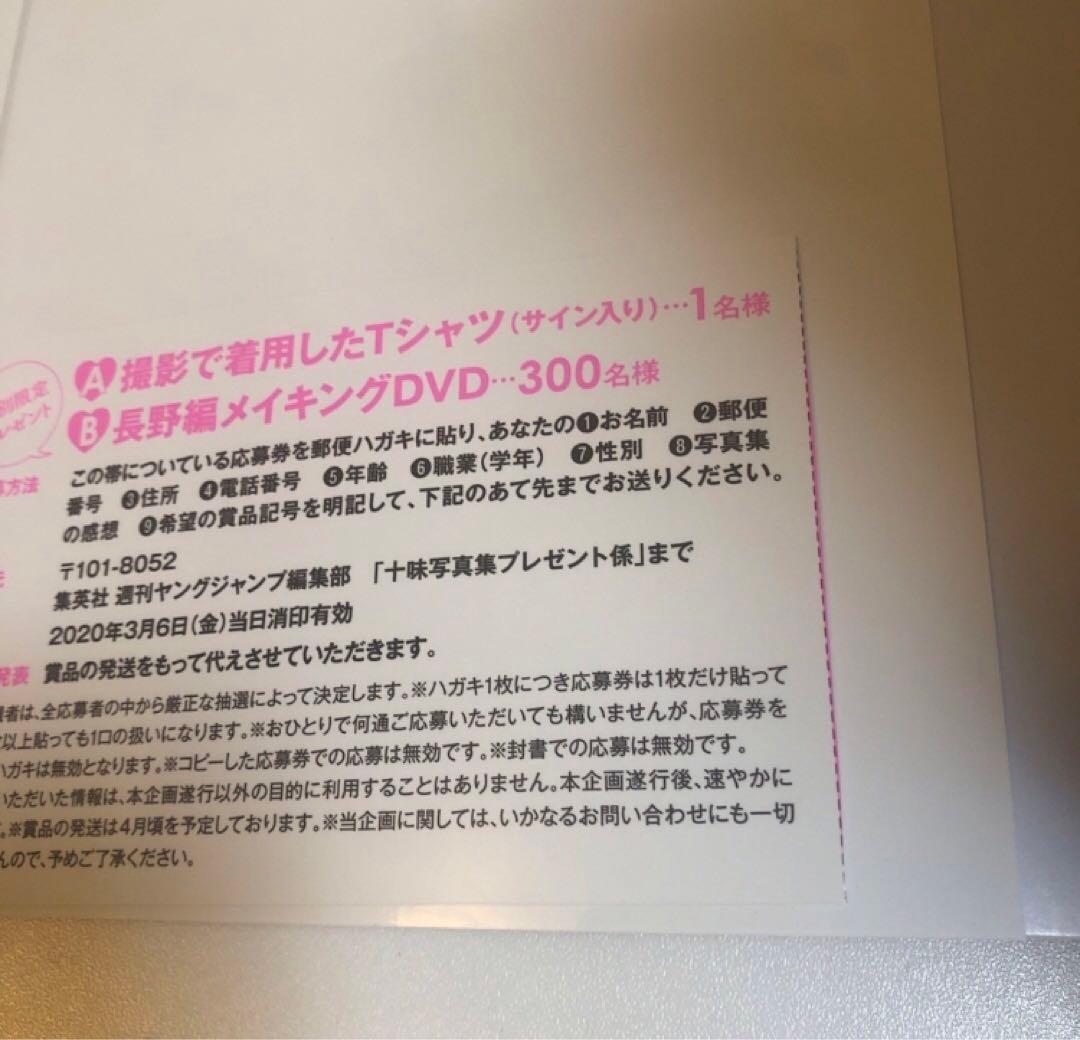 別限定
レゼント
A 撮影で着用したTシャツ(サイン入り)…1名様
B 長野編メイキングDVD…300名様
方法 この帯についている応募券を郵便ハガキに貼り、あなたの❶お名前 ❷郵便
番号 ❸住所 ❹電話番号 ❺年齢 ❻職業(学年) ❼性別 ❽写真集
の感想 ❾希望の賞品記号を明記して、下記のあて先までお送りください。
〒101-8052
集英社 週刊ヤングジャンプ編集部 「十味写真集プレゼント係」まで
2020年3月6日(金)当日消印有効
発表 賞品の発送をもって代えさせていただきます。
者は、全応募者の中から厳正な抽選によって決定します。※ハガキ1枚につき応募券は1枚だけ貼って
以上貼っても1口の扱いになります。※おひとりで何通ご応募いただいても構いませんが、応募券を
ハガキは無効となります。※コピーした応募券での応募は無効です。※封書での応募は無効です。
いただいた情報は、本企画遂行以外の目的に利用することはありません。本企画遂行後、速やかに
。※賞品の発送は4月頃を予定しております。※当企画に関しては、いかなるお問い合わせにも一切
んので、予めご了承ください。